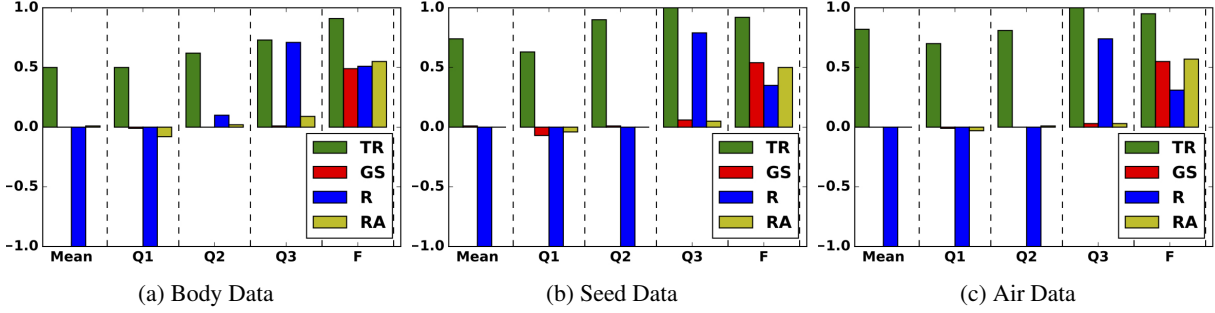 1.0
0.5
0.0
−0.5
−1.0
Mean Q1 Q2 Q3 F
TR
GS
R
RA
(a) Body Data
1.0
0.5
0.0
−0.5
−1.0
Mean Q1 Q2 Q3 F
TR
GS
R
RA
(b) Seed Data
1.0
0.5
0.0
−0.5
−1.0
Mean Q1 Q2 Q3 F
TR
GS
R
RA
(c) Air Data